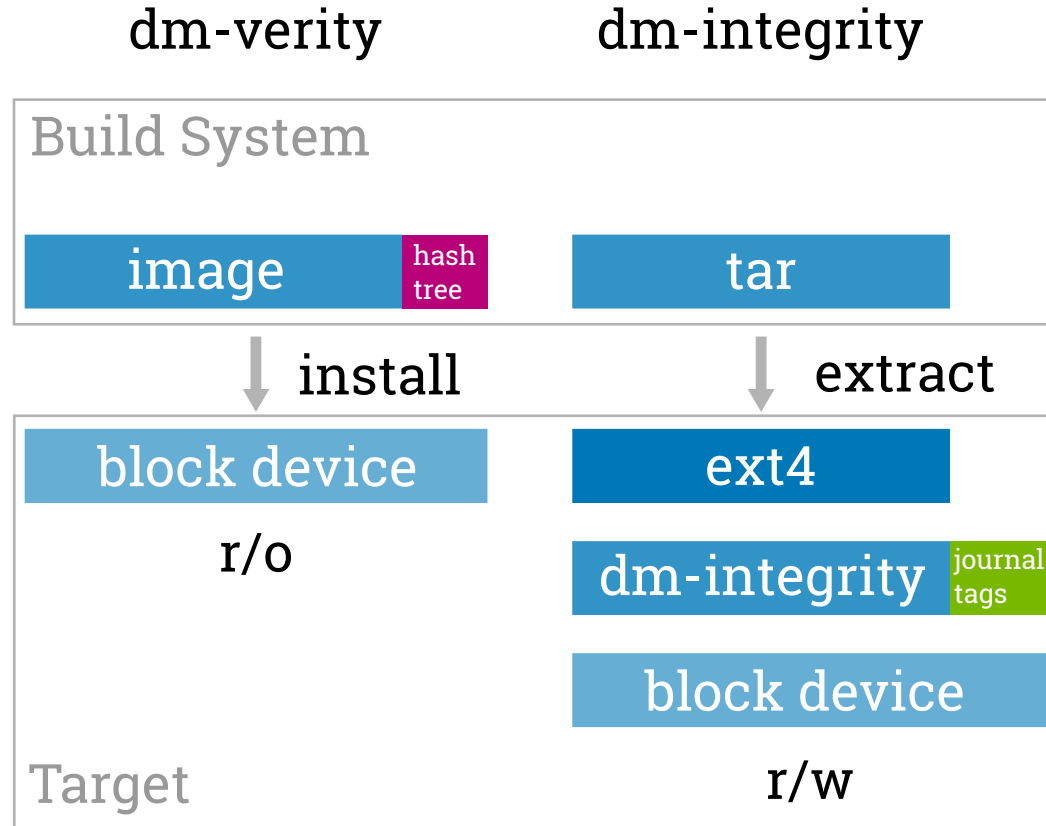 dm-verity
dm-integrity
Build System
image
hash
tree
tar
install
extract
block device
ext4
r/o
dm-integrity
journal
tags
block device
r/w
Target